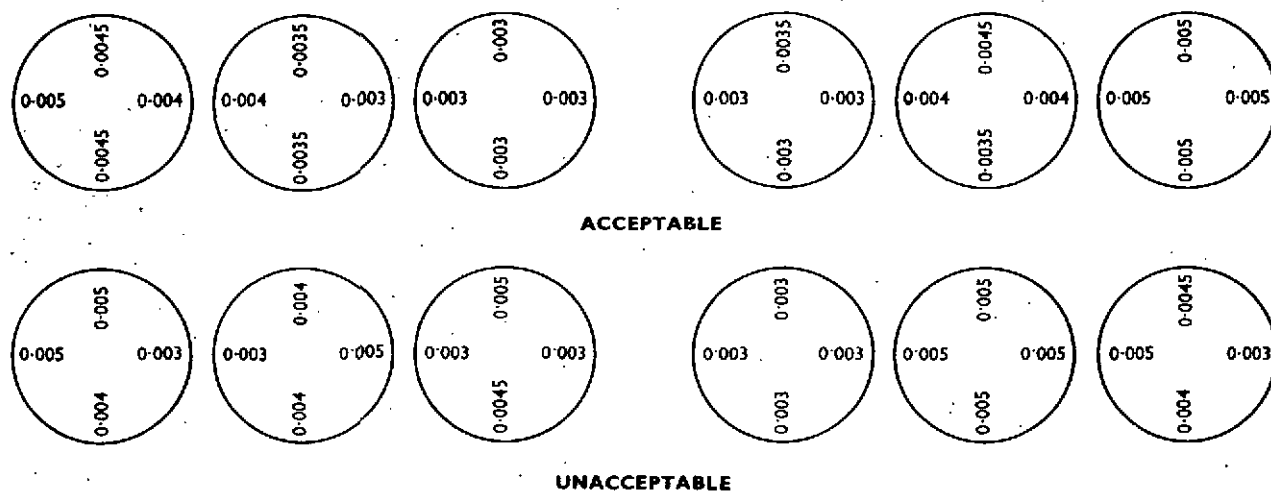 0·0045 0·0035 0·003 0·0035 0·0045 0·005
0·005 0·004 0·004 0·003 0·003 0·003 0·003 0·003 0·004 0·004 0·005 0·005
0·0045 0·0035 0·003 0·003 0·0035 0·005
ACCEPTABLE
0·005 0·004 0·005 0·003 0·005 0·0045
0·005 0·003 0·003 0·005 0·003 0·003 0·003 0·003 0·005 0·005 0·005 0·003
0·004 0·004 0·0045 0·003 0·005 0·004
UNACCEPTABLE